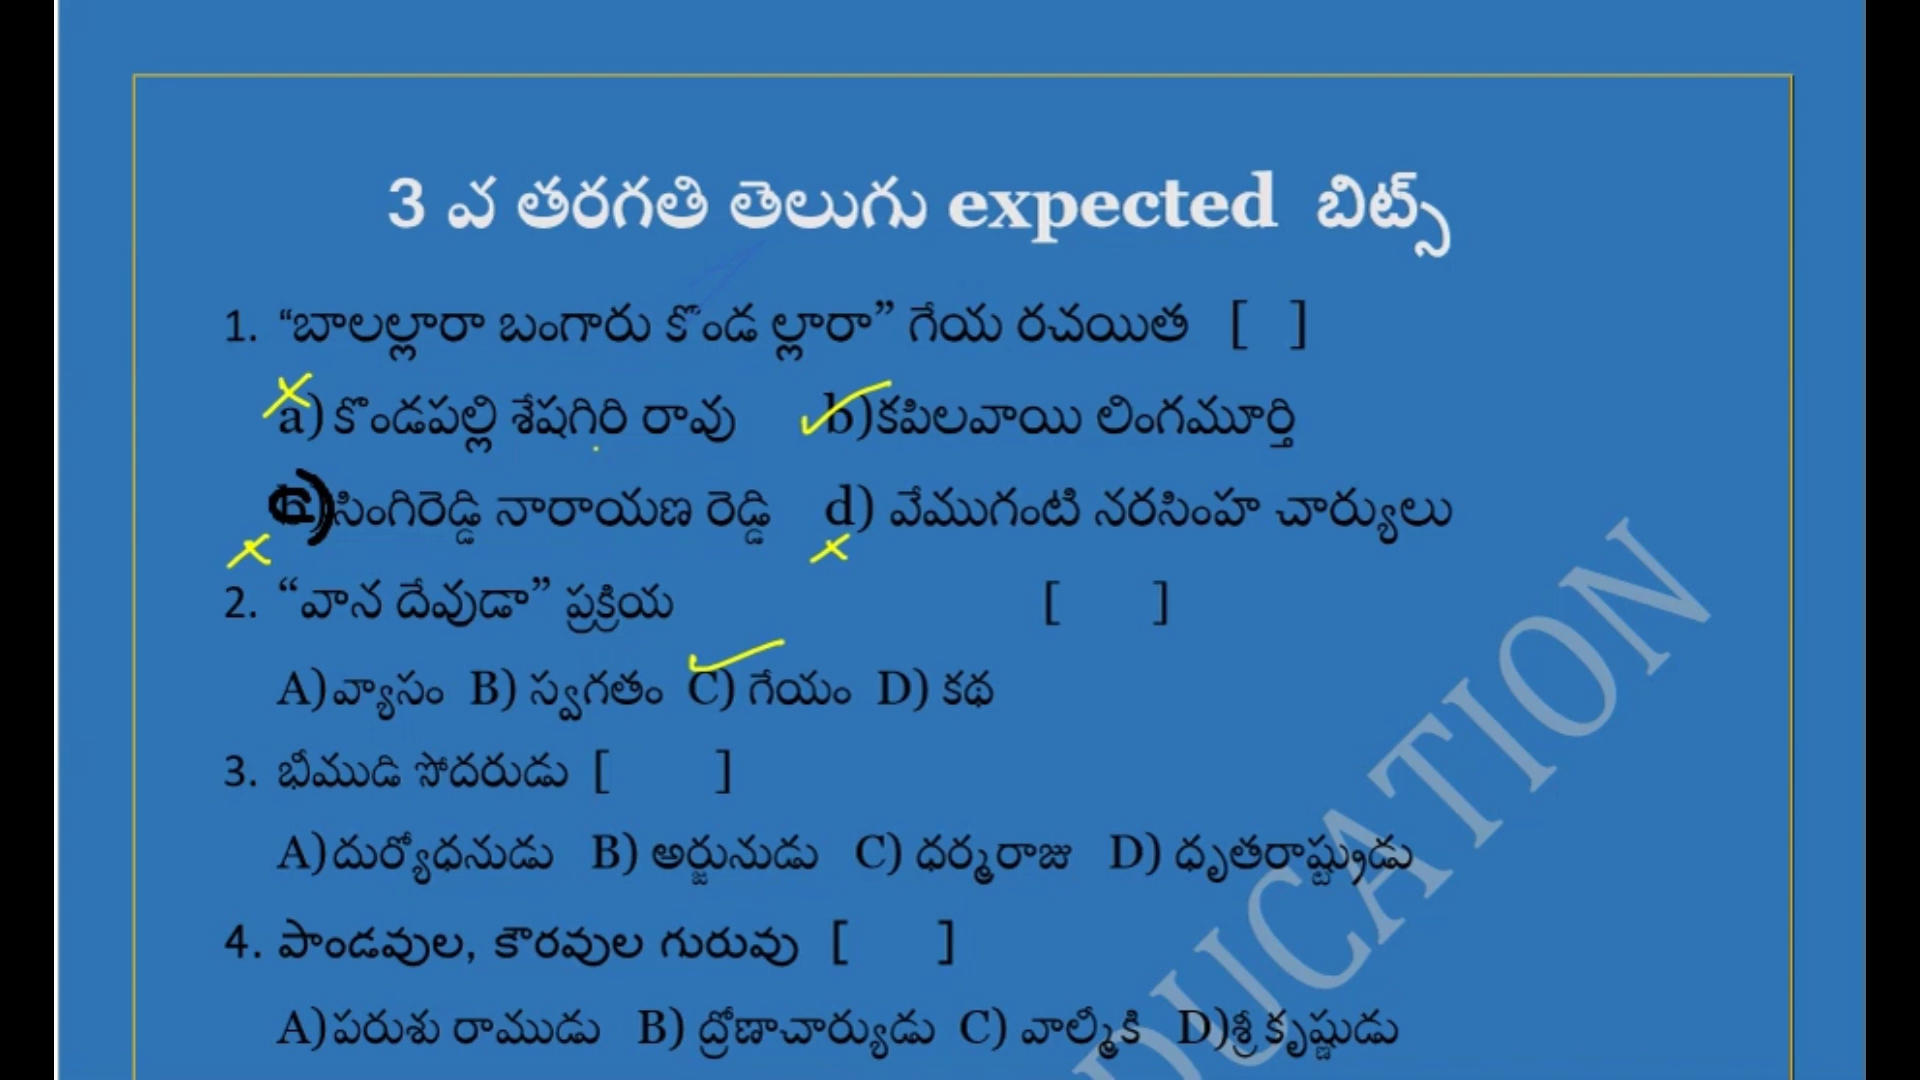 3 వ తరగతి తెలుగు expected బిట్స్
1. “బాలల్లారా బంగారు కొండ ల్లారా” గేయ రచయిత [ ]
a) కొండపల్లి శేషగిరి రావు b)కపిలవాయి లింగమూర్తి
c)సింగిరెడ్డి నారాయణ రెడ్డి d) వేముగంటి నరసింహ చార్యులు
2. “వాన దేవుడా” ప్రక్రియ [ ]
A)వ్యాసం B) స్వగతం C) గేయం D) కథ
3. భీముడి సోదరుడు [ ]
A)దుర్యోధనుడు B) అర్జునుడు C) ధర్మరాజు D) ధృతరాష్ట్రుడు
4. పాండవుల, కౌరవుల గురువు [ ]
A)పరుశు రాముడు B) ద్రోణాచార్యుడు C) వాల్మీకి D)శ్రీ కృష్ణుడు
DUCATION